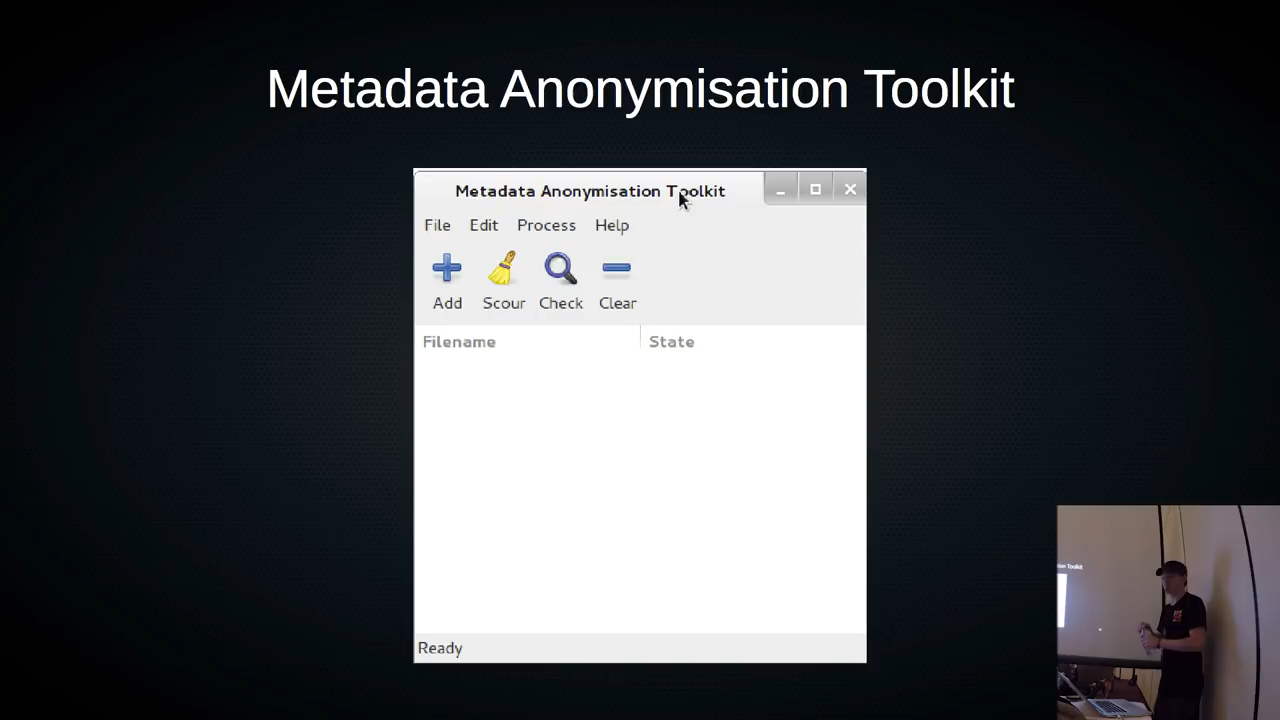 Metadata Anonymisation Toolkit
Metadata Anonymisation Toolkit
File Edit Process Help
Add Scour Check Clear
Filename State
Ready